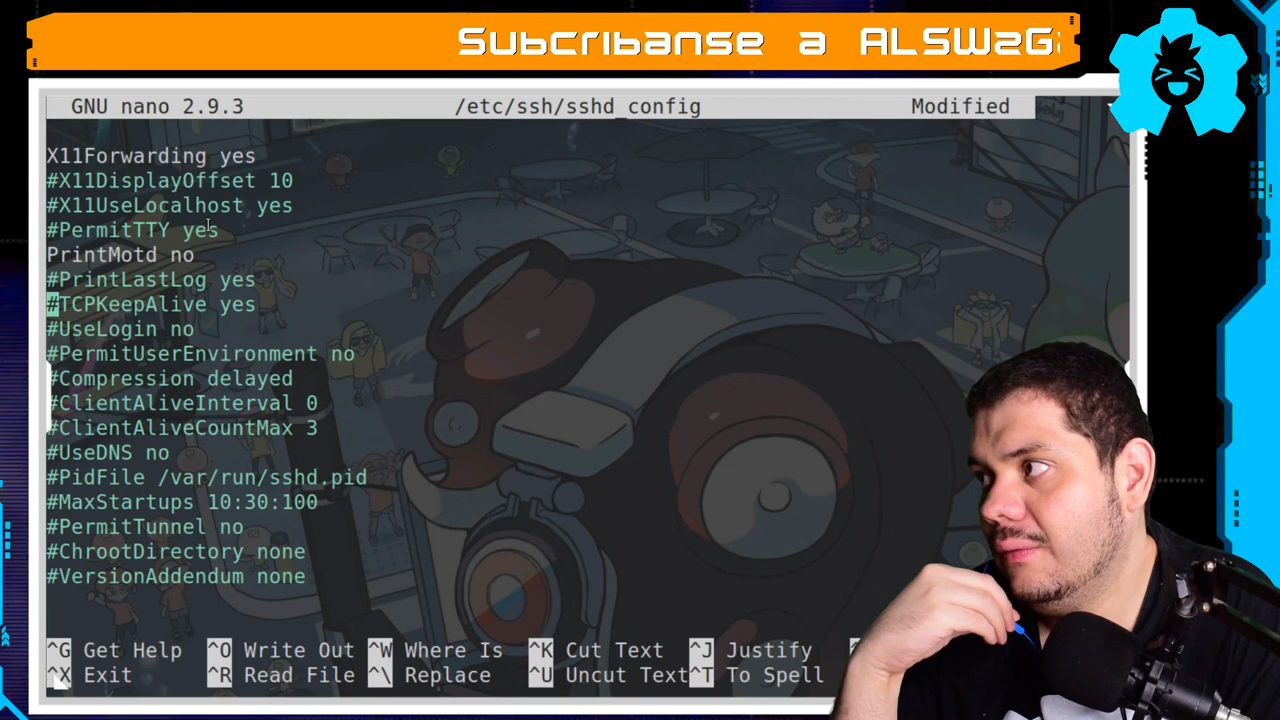 Subcribanse a ALSW2G
GNU nano 2.9.3 /etc/ssh/sshd_config Modified
X11Forwarding yes
#X11DisplayOffset 10
#X11UseLocalhost yes
#PermitTTY yes
PrintMotd no
#PrintLastLog yes
#TCPKeepAlive yes
#UseLogin no
#PermitUserEnvironment no
#Compression delayed
#ClientAliveInterval 0
#ClientAliveCountMax 3
#UseDNS no
#PidFile /var/run/sshd.pid
#MaxStartups 10:30:100
#PermitTunnel no
#ChrootDirectory none
#VersionAddendum none
^G Get Help ^O Write Out ^W Where Is ^K Cut Text ^J Justify
^X Exit ^R Read File ^\ Replace ^U Uncut Text ^T To Spell